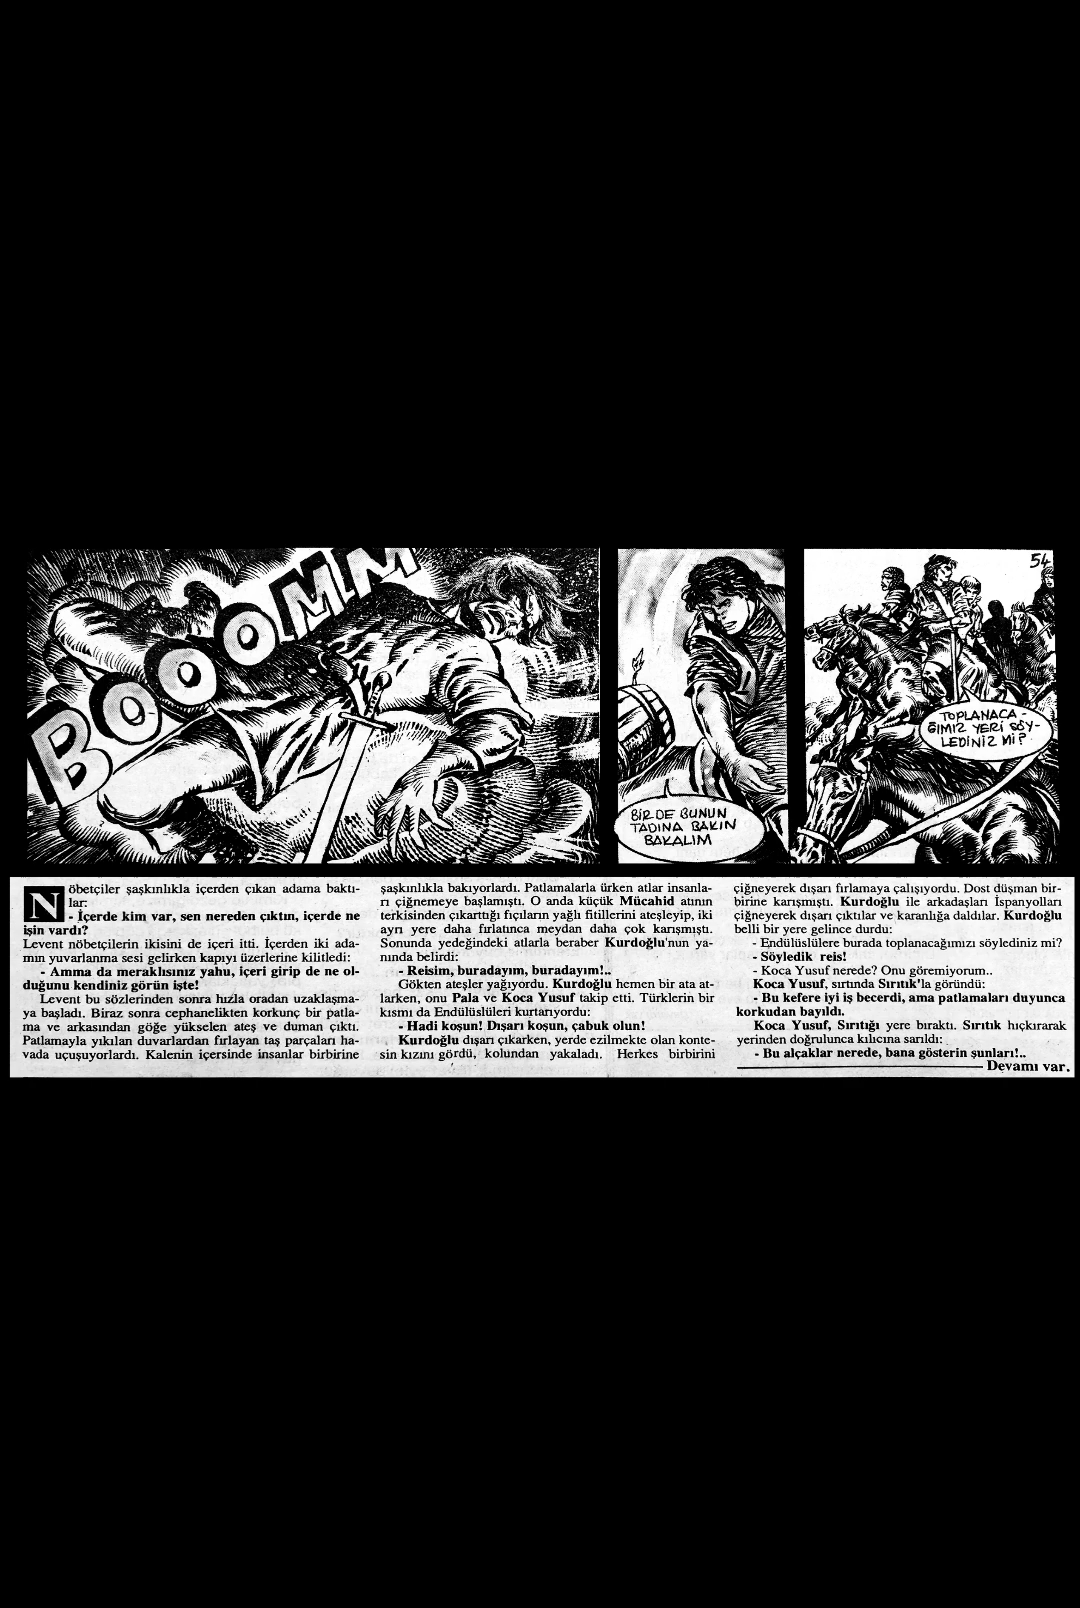 BOOOMMM
BİR DE BUNUN
TADINA BAKIN
BAKALIM
54
TOPLANACA-
ĞIMIZ YERİ SÖY-
LEDİNİZ Mİ?
Nöbetçiler şaşkınlıkla içerden çıkan adama baktı-
lar:
- İçerde kim var, sen nereden çıktın, içerde ne
işin vardı?
Levent nöbetçilerin ikisini de içeri itti. İçerden iki ada-
mın yuvarlanma sesi gelirken kapıyı üzerlerine kilitledi:
- Amma da meraklısınız yahu, içeri girip de ne ol-
duğunu kendiniz görün işte!
Levent bu sözlerinden sonra hızla oradan uzaklaşma-
ya başladı. Biraz sonra cephanelikten korkunç bir patla-
ma ve arkasından göğe yükselen ateş ve duman çıktı.
Patlamayla yıkılan duvarlardan fırlayan taş parçaları ha-
vada uçuşuyorlardı. Kalenin içersinde insanlar birbirine
şaşkınlıkla bakıyorlardı. Patlamalarla ürken atlar insanla-
rı çiğnemeye başlamıştı. O anda küçük Mücahid atının
terkisinden çıkarttığı fıçıların yağlı fitillerini ateşleyip, iki
ayrı yere daha fırlatınca meydan daha çok karışmıştı.
Sonunda yedeğindeki atlarla beraber Kurdoğlu'nun ya-
nında belirdi:
- Reisim, buradayım, buradayım!..
Gökten ateşler yağıyordu. Kurdoğlu hemen bir ata at-
larken, onu Pala ve Koca Yusuf takip etti. Türklerin bir
kısmı da Endülüslüleri kurtarıyordu:
- Hadi koşun! Dışarı koşun, çabuk olun!
Kurdoğlu dışarı çıkarken, yerde ezilmekte olan konte-
sin kızını gördü, kolundan yakaladı. Herkes birbirini
çiğneyerek dışarı fırlamaya çalışıyordu. Dost düşman bir-
birine karışmıştı. Kurdoğlu ile arkadaşları İspanyolları
çiğneyerek dışarı çıktılar ve karanlığa daldılar. Kurdoğlu
belli bir yere gelince durdu:
- Endülüslülere burada toplanacağımızı söylediniz mi?
- Söyledik reis!
- Koca Yusuf nerede? Onu göremiyorum..
Koca Yusuf, sırtında Sırıtık'la göründü:
- Bu kefere iyi iş becerdi, ama patlamaları duyunca
korkudan bayıldı.
Koca Yusuf, Sırıtığı yere bıraktı. Sırıtık hıçkırarak
yerinden doğrulunca kılıcına sarıldı:
- Bu alçaklar nerede, bana gösterin şunları!..
Devamı var.